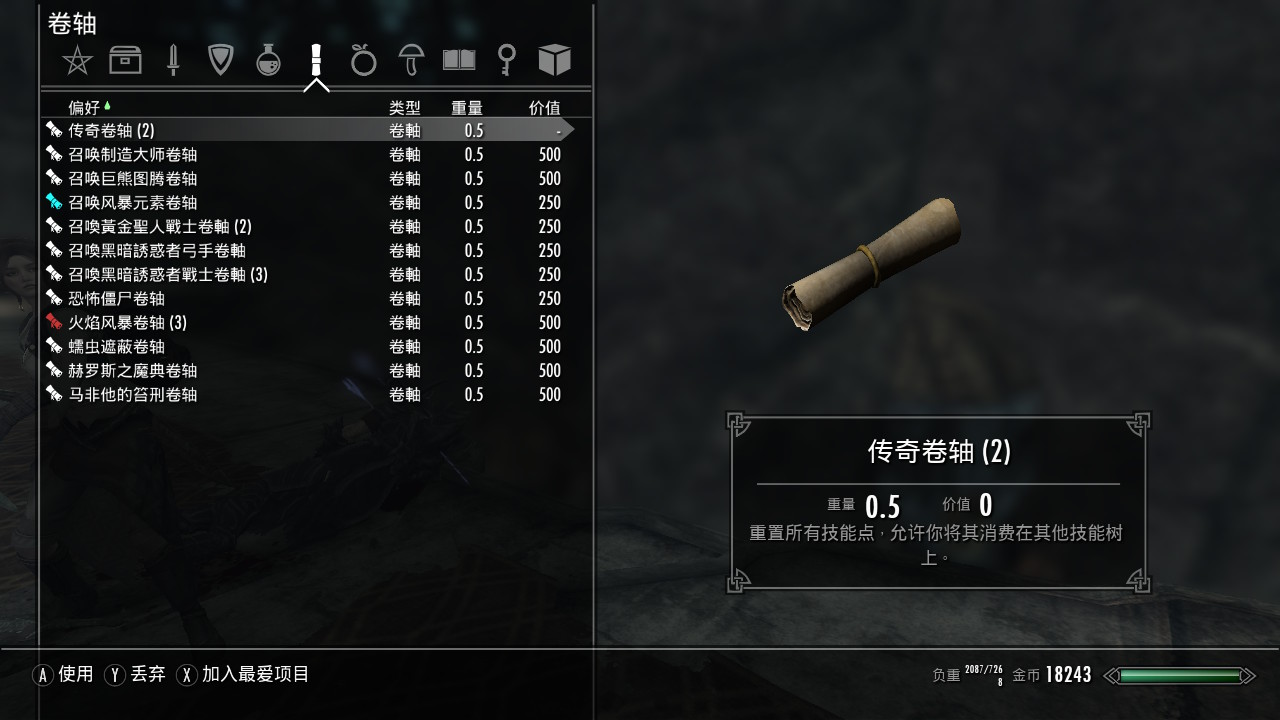 卷轴
偏好 类型 重量 价值
传奇卷轴 (2) 卷軸 0.5 -
召唤制造大师卷轴 卷軸 0.5 500
召唤巨熊图腾卷轴 卷軸 0.5 500
召唤风暴元素卷轴 卷軸 0.5 250
召喚黃金聖人戰士卷軸 (2) 卷軸 0.5 250
召喚黑暗誘惑者弓手卷軸 卷軸 0.5 250
召喚黑暗誘惑者戰士卷軸 (3) 卷軸 0.5 250
恐怖僵尸卷轴 卷軸 0.5 250
火焰风暴卷轴 (3) 卷軸 0.5 500
蠕虫遮蔽卷轴 卷軸 0.5 500
赫罗斯之魔典卷轴 卷軸 0.5 500
马非他的笞刑卷轴 卷軸 0.5 500
传奇卷轴 (2)
重量 0.5 价值 0
重置所有技能点，允许你将其消费在其他技能树
上。
A 使用 Y 丢弃 X 加入最爱项目
负重 2087/726
8
金币 18243